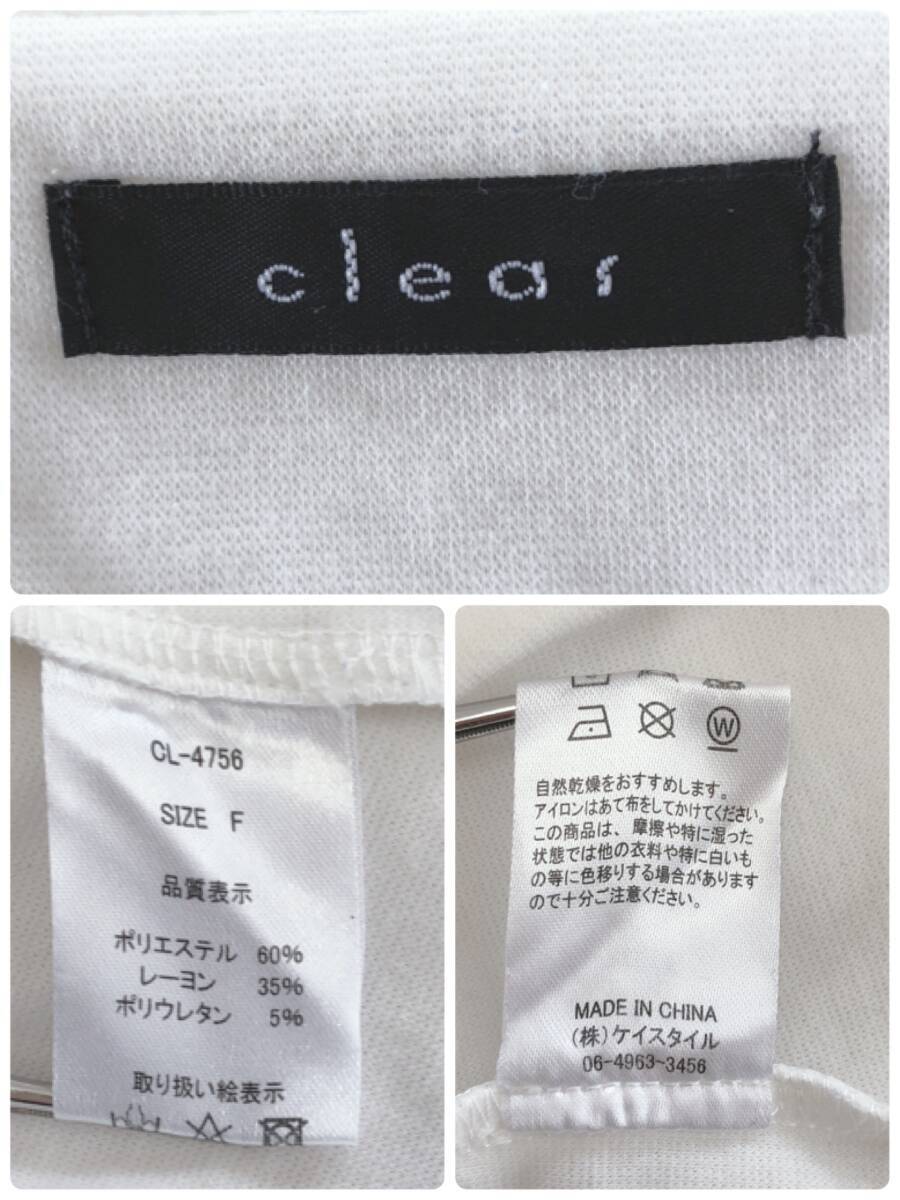 clear
CL-4756
SIZE F
品質表示
ポリエステル 60%
レーヨン 35%
ポリウレタン 5%
取り扱い絵表示
W
自然乾燥をおすすめします。
アイロンはあて布をしてかけてください。
この商品は、摩擦や特に湿った
状態では他の衣料や特に白いも
の等に色移りする場合があります
ので十分ご注意ください。
MADE IN CHINA
(株)ケイスタイル
06-4963-3456